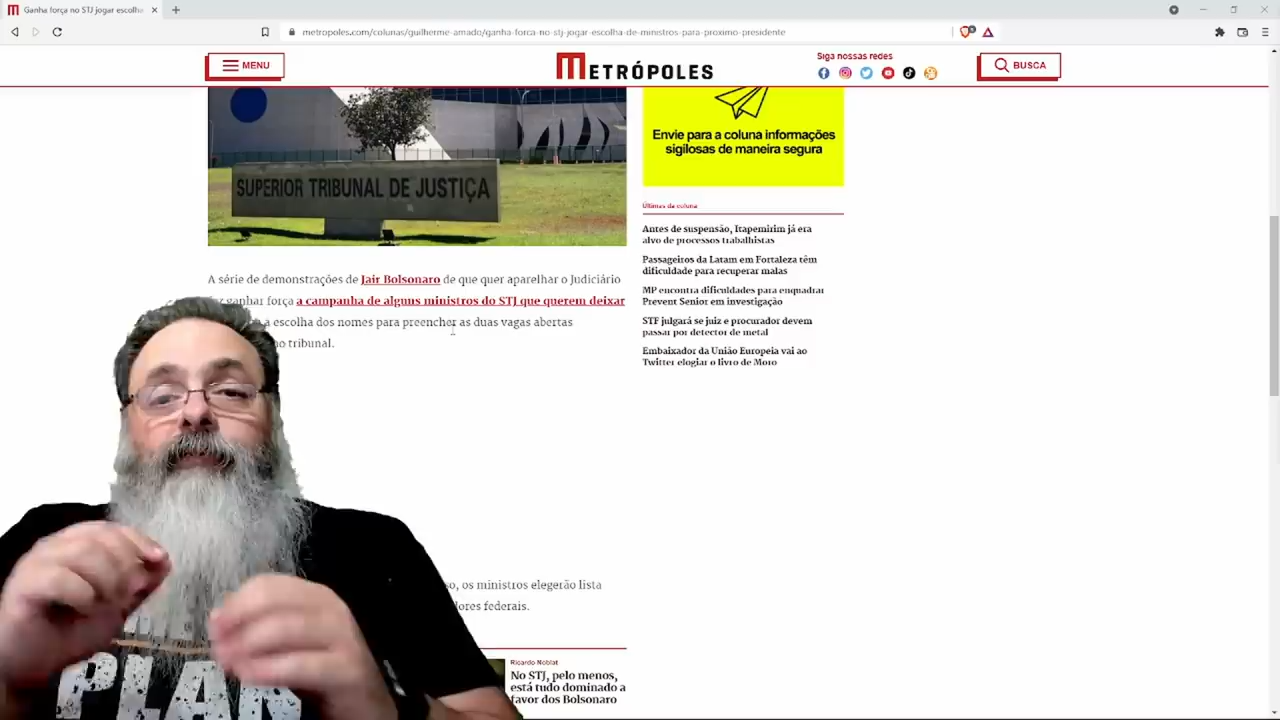 Ganha força no STJ jogar escolha
metropoles.com/colunas/guilherme-amado/ganha-forca-no-stj-jogar-escolha-de-ministros-para-proximo-presidente
MENU
METRÓPOLES
Siga nossas redes
BUSCA
SUPERIOR TRIBUNAL DE JUSTIÇA
A série de demonstrações de Jair Bolsonaro de que quer aparelhar o Judiciário
ganhar força a campanha de alguns ministros do STJ que querem deixar
a escolha dos nomes para preencher as duas vagas abertas
no tribunal.
os ministros elegerão lista
federais.
Envie para a coluna informações
sigilosas de maneira segura
Últimas da coluna
Antes de suspensão, Itapemirim já era
alvo de processos trabalhistas
Passageiros da Latam em Fortaleza têm
dificuldade para recuperar malas
MP encontra dificuldades para enquadrar
Prevent Senior em investigação
STF julgará se juiz e procurador devem
passar por detector de metal
Embaixador da União Europeia vai ao
Twitter elogiar o livro de Moro
Ricardo Noblat
No STJ, pelo menos,
está tudo dominado a
favor dos Bolsonaro